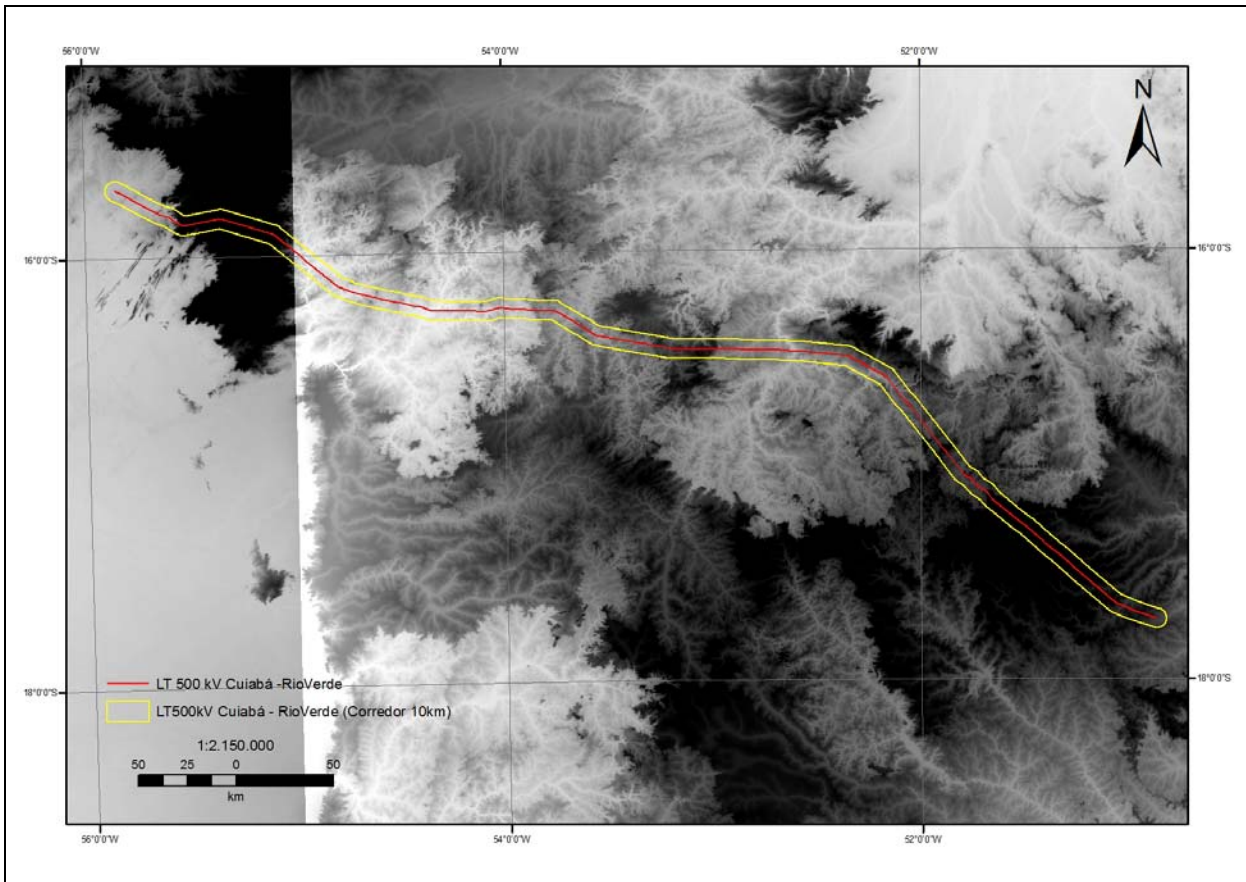 56°0'0"W 54°0'0"W 52°0'0"W
N
16°0'0"S 16°0'0"S
18°0'0"S 18°0'0"S
LT 500 kV Cuiabá -RioVerde
LT500kV Cuiabá - RioVerde (Corredor 10km)
1:2.150.000
50 25 0 50
km
56°0'0"W 54°0'0"W 52°0'0"W